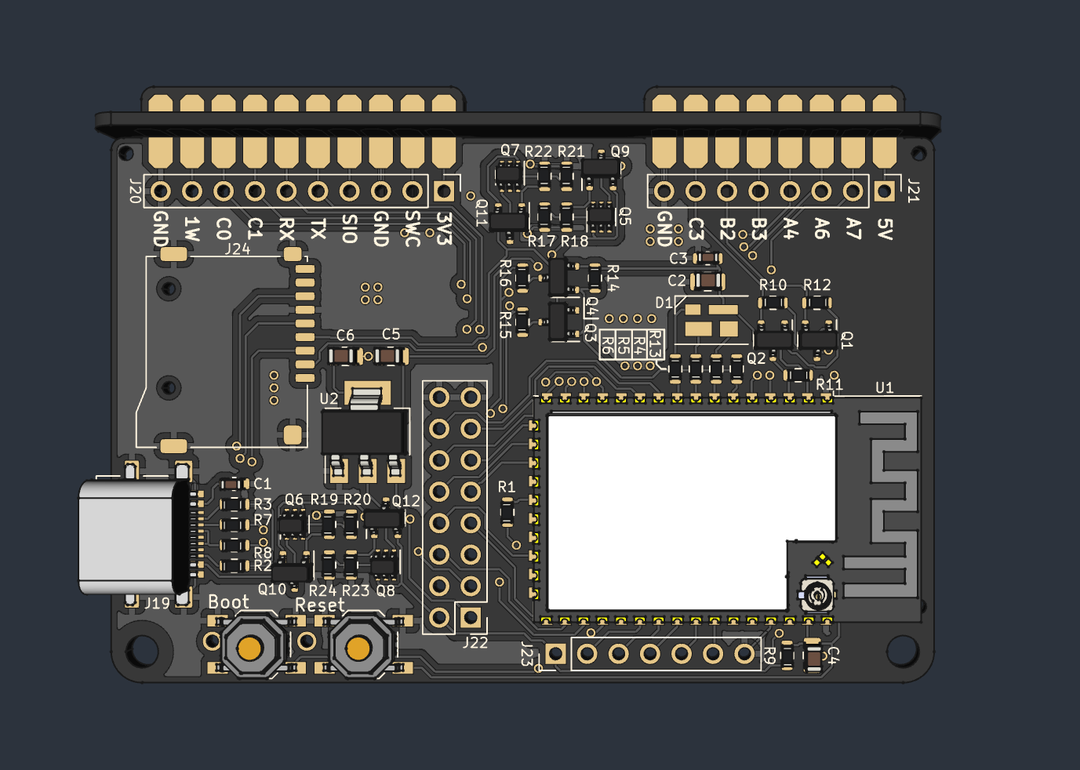 Q7 R22 R21 Q9
J20
J21
Q11
Q5
GND 1W C0 C1 RX TX SIO GND SWC 3V3
GND C3 B2 B3 A4 A6 A7 5V
R17 R18
J24
C3
R16
R14
C2
R10 R12
D1
Q4 Q3
R15
C6 C5
R6 R5 R4 R13
Q1
Q2
R11
U1
U2
C1
R1
R3
Q6 R19 R20 Q12
R7
R8
R2
Q10 R24 R23 Q8
J19
Boot Reset
J22
J23
R9
C4